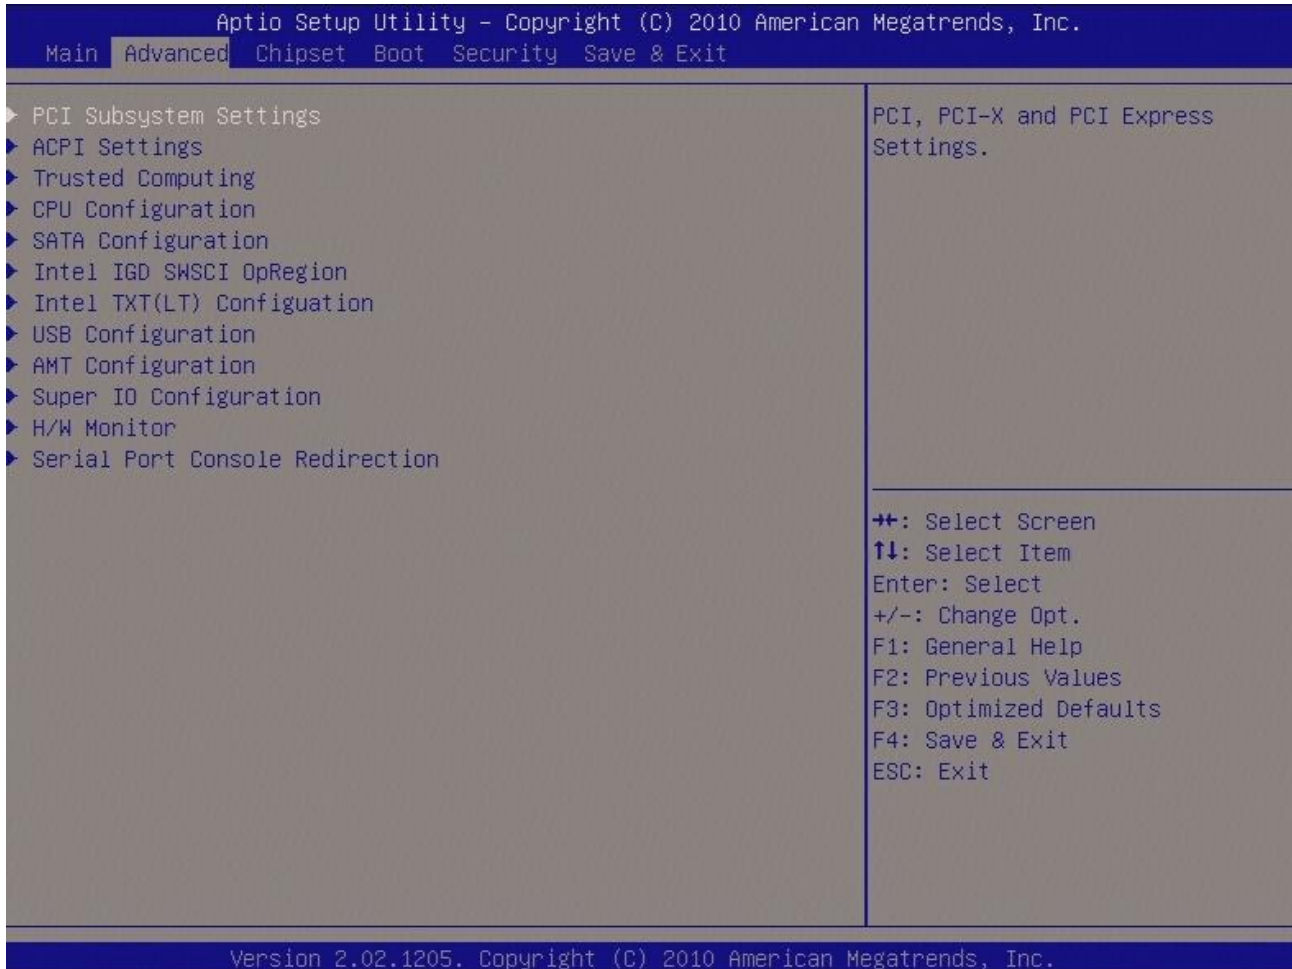 Aptio Setup Utility – Copyright (C) 2010 American Megatrends, Inc.
Main Advanced Chipset Boot Security Save & Exit
PCI Subsystem Settings
ACPI Settings
Trusted Computing
CPU Configuration
SATA Configuration
Intel IGD SWSCI OpRegion
Intel TXT(LT) Configuation
USB Configuration
AMT Configuration
Super IO Configuration
H/W Monitor
Serial Port Console Redirection
PCI, PCI-X and PCI Express
Settings.
→←: Select Screen
↑↓: Select Item
Enter: Select
+/-: Change Opt.
F1: General Help
F2: Previous Values
F3: Optimized Defaults
F4: Save & Exit
ESC: Exit
Version 2.02.1205. Copyright (C) 2010 American Megatrends, Inc.